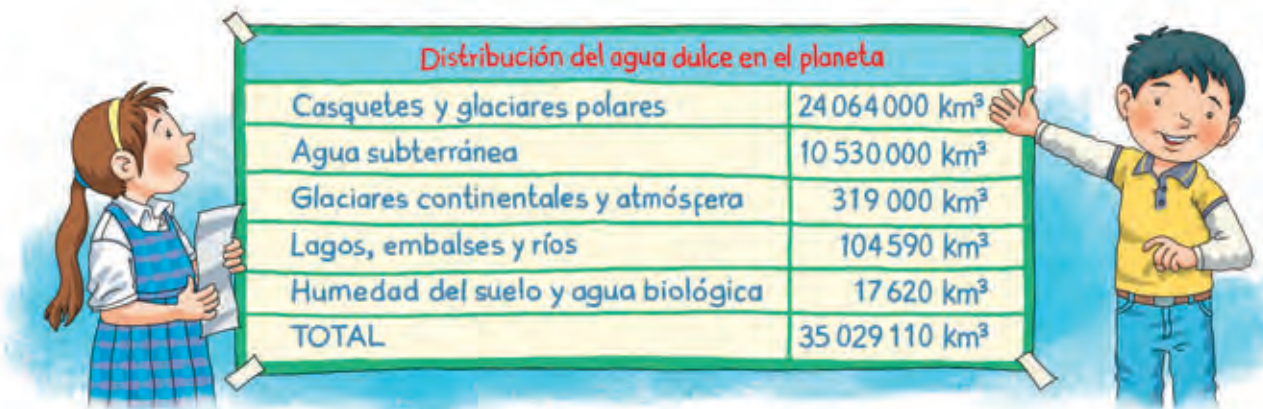 Distribución del agua dulce en el planeta
Casquetes y glaciares polares 24 064 000 km³
Agua subterránea 10 530 000 km³
Glaciares continentales y atmósfera 319 000 km³
Lagos, embalses y ríos 104 590 km³
Humedad del suelo y agua biológica 17 620 km³
TOTAL 35 029 110 km³